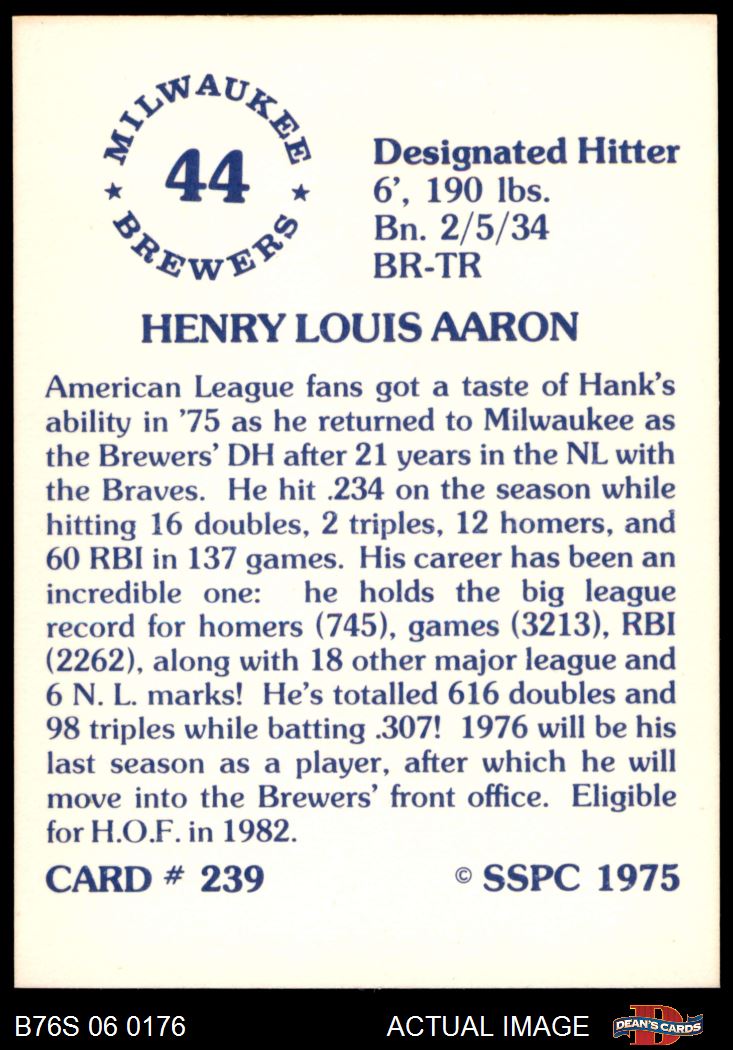 MILWAUKEE
44
BREWERS
Designated Hitter
6', 190 lbs.
Bn. 2/5/34
BR-TR
HENRY LOUIS AARON
American League fans got a taste of Hank's
ability in '75 as he returned to Milwaukee as
the Brewers' DH after 21 years in the NL with
the Braves. He hit .234 on the season while
hitting 16 doubles, 2 triples, 12 homers, and
60 RBI in 137 games. His career has been an
incredible one: he holds the big league
record for homers (745), games (3213), RBI
(2262), along with 18 other major league and
6 N. L. marks! He's totalled 616 doubles and
98 triples while batting .307! 1976 will be his
last season as a player, after which he will
move into the Brewers' front office. Eligible
for H.O.F. in 1982.
CARD # 239
© SSPC 1975
B76S 06 0176
ACTUAL IMAGE
D
DEAN'S CARDS